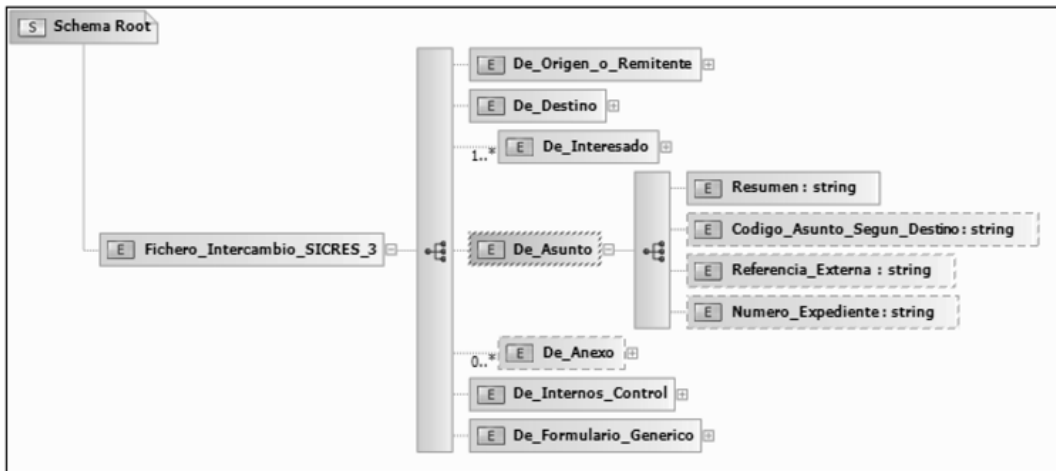 S Schema Root
E De_Origen_o_Remitente
E De_Destino
1..* E De_Interesado
E Resumen : string
E Codigo_Asunto_Segun_Destino : string
E Fichero_Intercambio_SICRES_3
E De_Asunto
E Referencia_Externa : string
E Numero_Expediente : string
0..* E De_Anexo
E De_Internos_Control
E De_Formulario_Generico